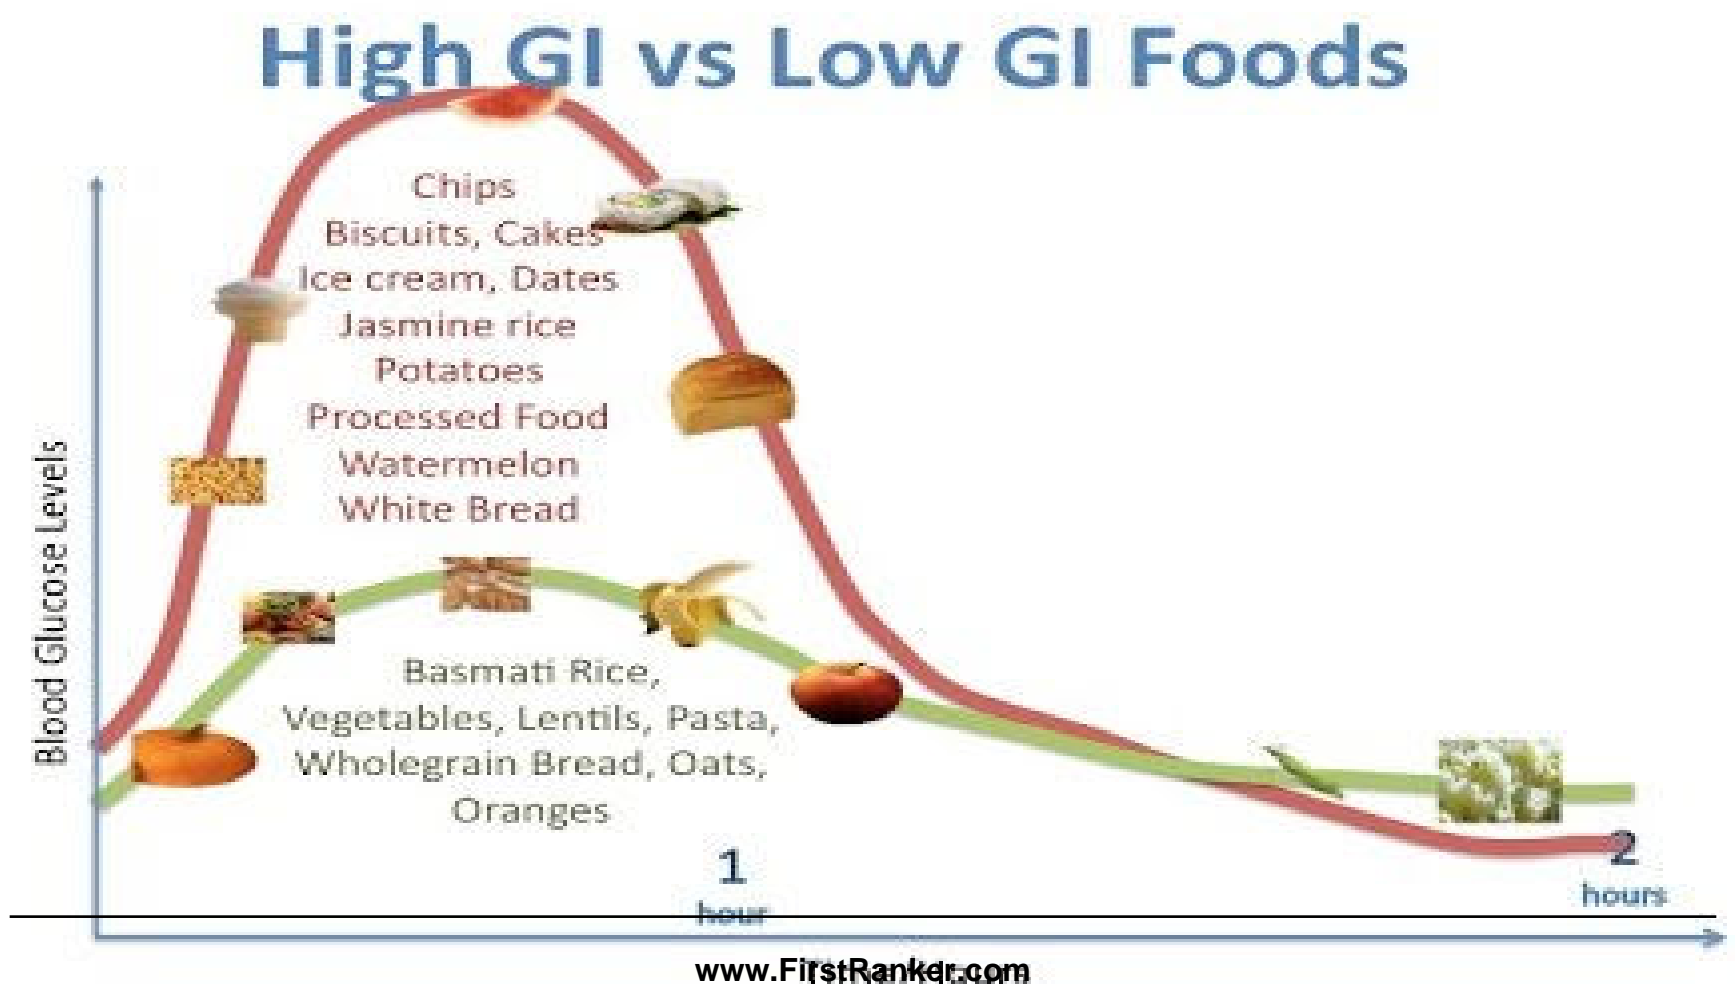 High GI vs Low GI Foods
Chips
Biscuits, Cakes
Ice cream, Dates
Jasmine rice
Potatoes
Processed Food
Watermelon
White Bread
Blood Glucose Levels
Basmati Rice,
Vegetables, Lentils, Pasta,
Wholegrain Bread, Oats,
Oranges
1
hour
2
hours
www.FirstRanker.com